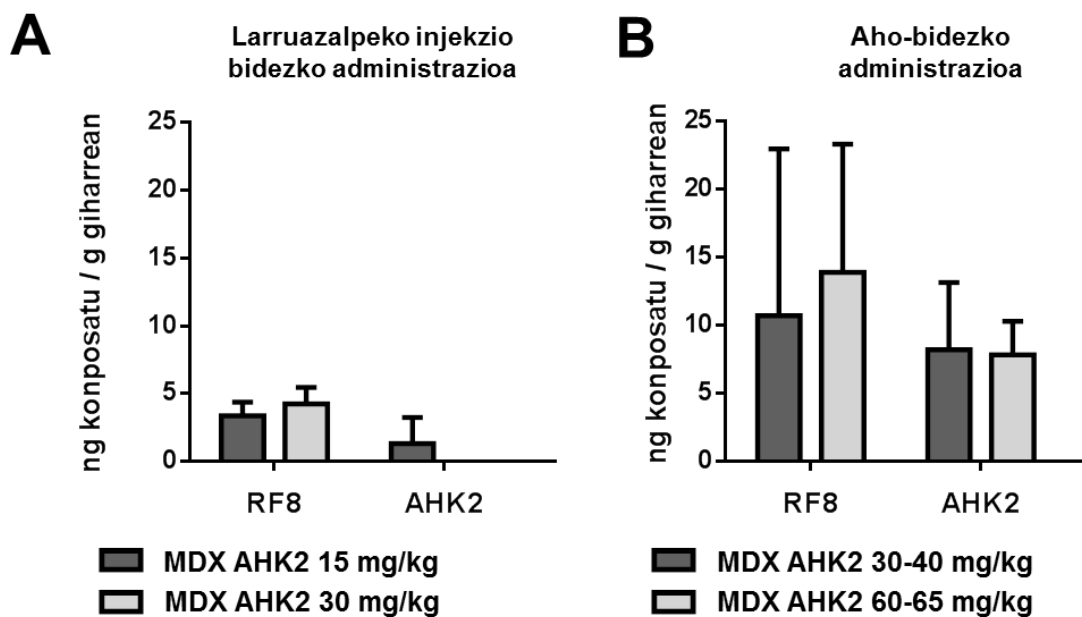 A
Larruazalpeko injekzio
bidezko administrazioa
ng konposatu / g giharrean
25
20
15
10
5
0
RF8
AHK2
MDX AHK2 15 mg/kg
MDX AHK2 30 mg/kg
B
Aho-bidezko
administrazioa
ng konposatu / g giharrean
25
20
15
10
5
0
RF8
AHK2
MDX AHK2 30-40 mg/kg
MDX AHK2 60-65 mg/kg